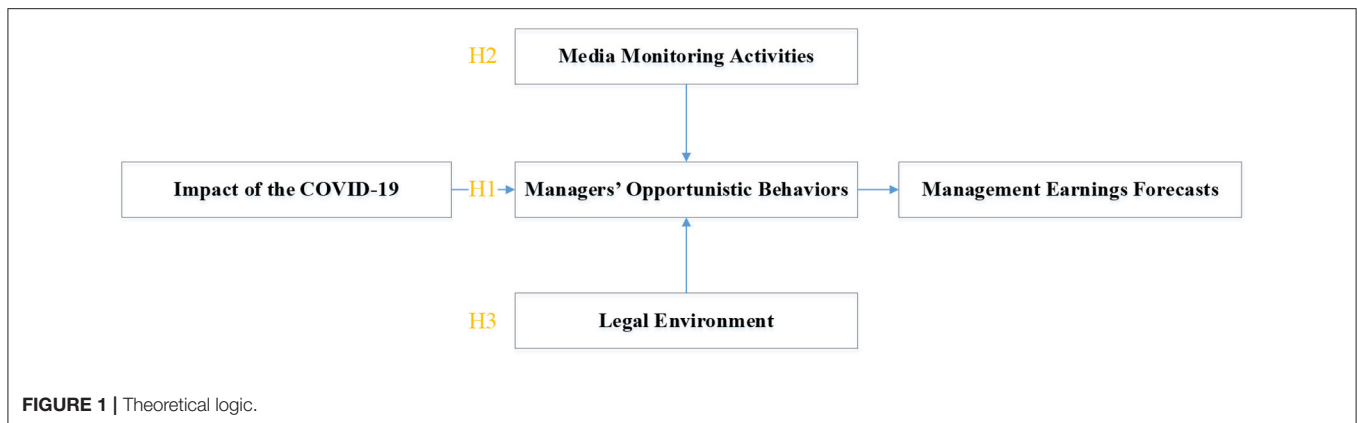 H2 Media Monitoring Activities
Impact of the COVID-19 H1 Managers’ Opportunistic Behaviors Management Earnings Forecasts
H3 Legal Environment
FIGURE 1 | Theoretical logic.